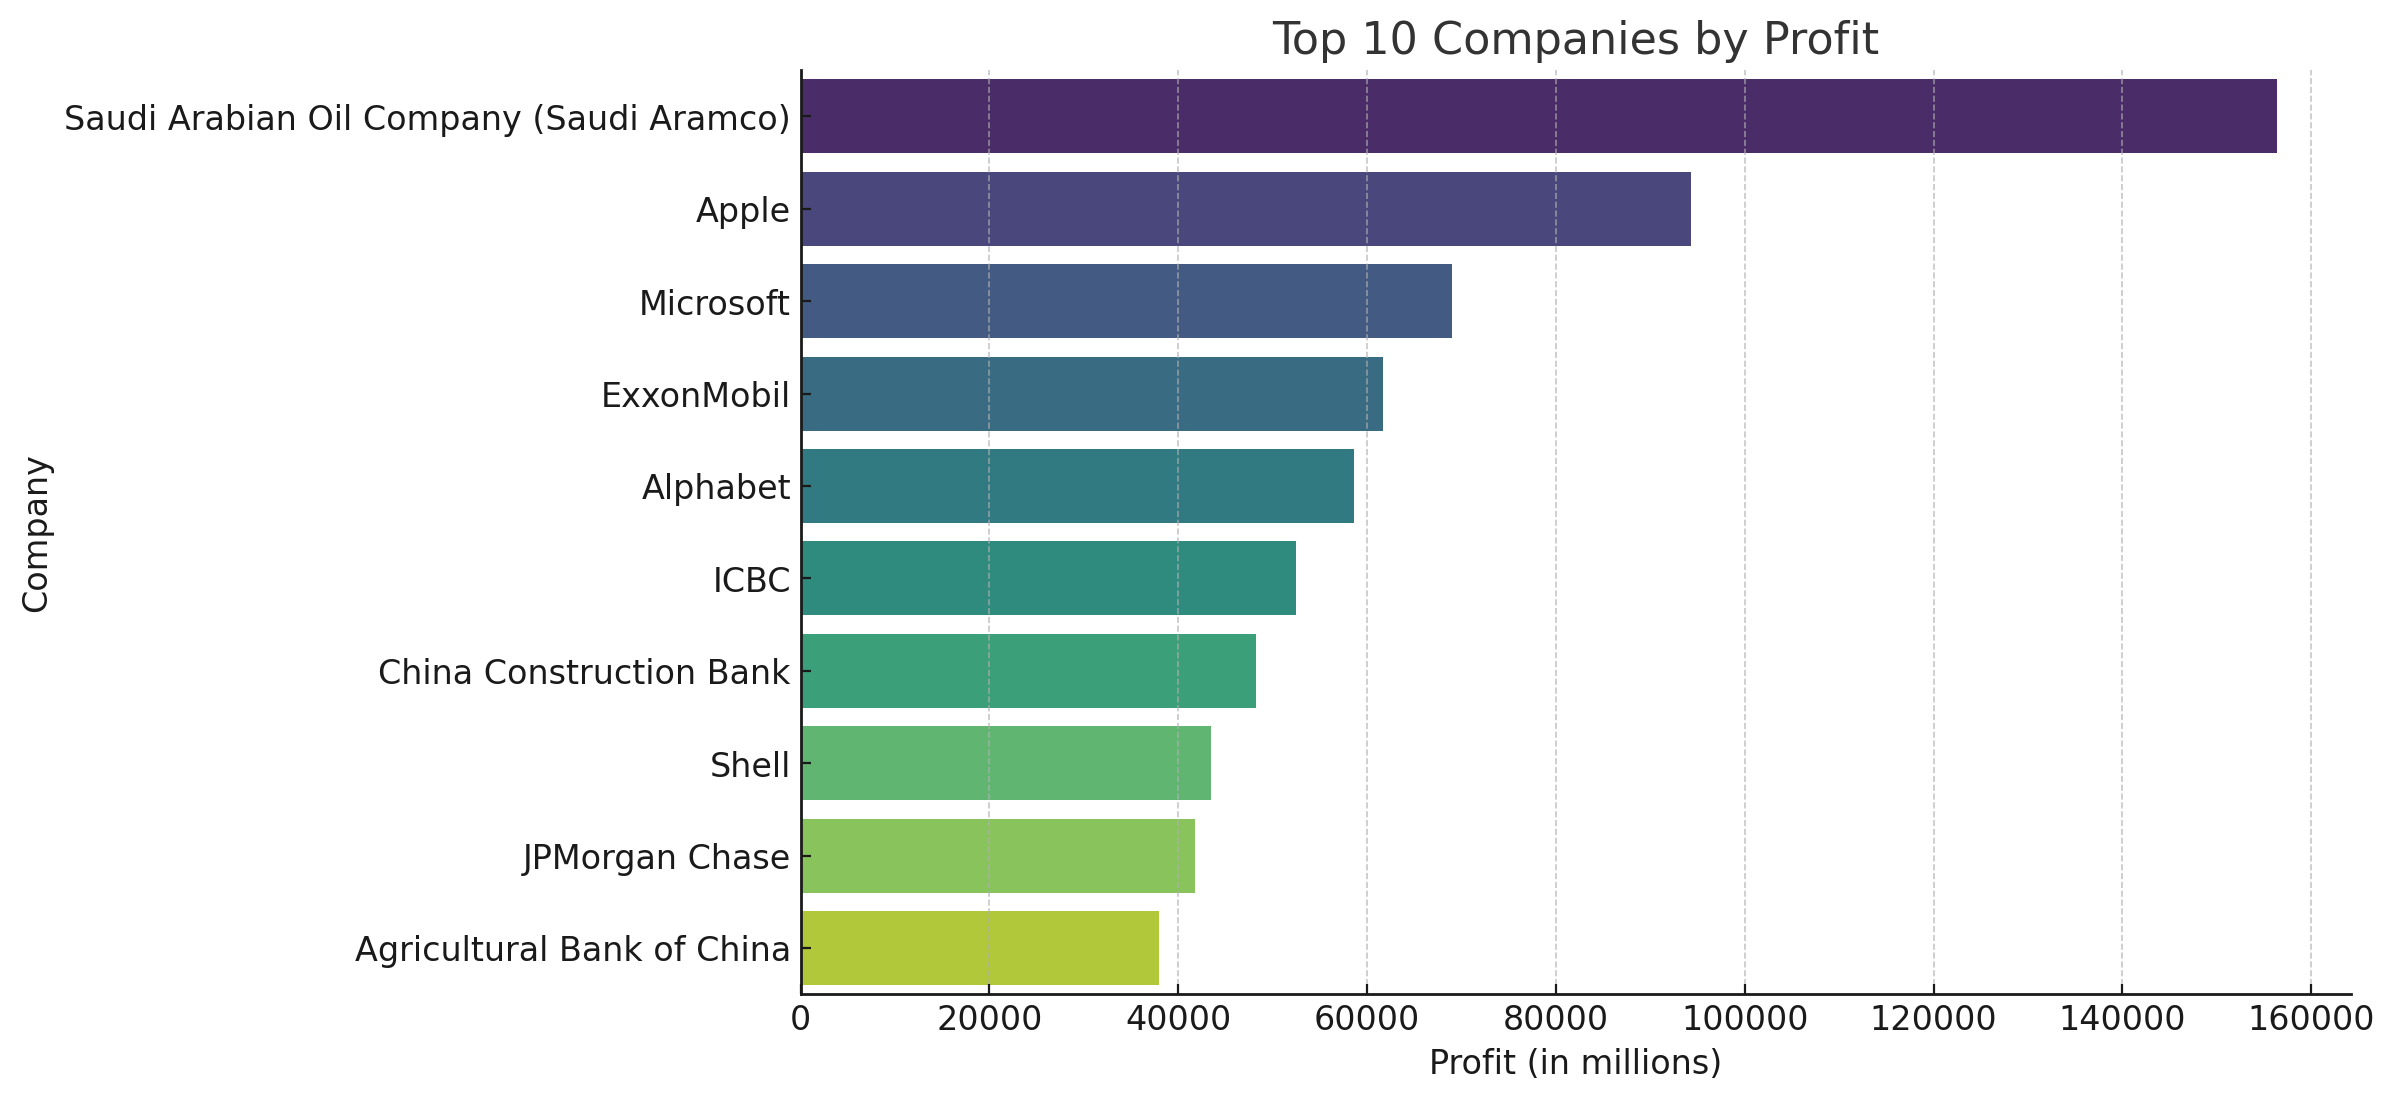 Top 10 Companies by Profit
Saudi Arabian Oil Company (Saudi Aramco)
Apple
Microsoft
ExxonMobil
Alphabet
ICBC
China Construction Bank
Shell
JPMorgan Chase
Agricultural Bank of China
Company
0 20000 40000 60000 80000 100000 120000 140000 160000
Profit (in millions)